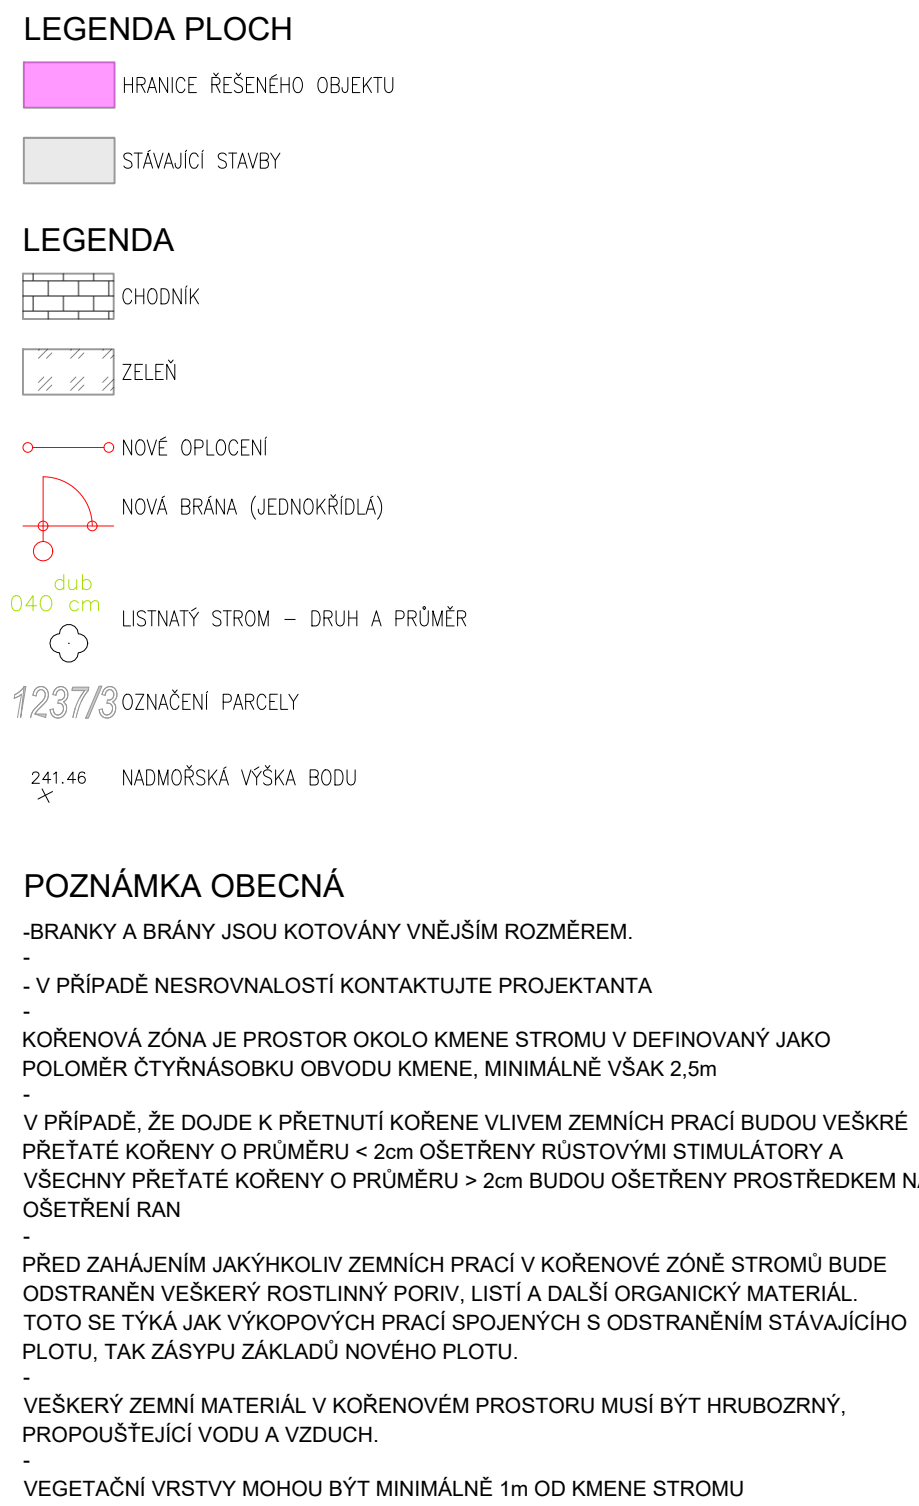 LEGENDA PLOCH
HRANICE ŘEŠENÉHO OBJEKTU
STÁVAJÍCÍ STAVBY
LEGENDA
CHODNÍK
ZELEŇ
NOVÉ OPLOCENÍ
NOVÁ BRÁNA (JEDNOKŘÍDLÁ)
dub
040 cm
LISTNATÝ STROM – DRUH A PRŮMĚR
1237/3 OZNAČENÍ PARCELY
241.46 NADMOŘSKÁ VÝŠKA BODU
POZNÁMKA OBECNÁ
-BRANKY A BRÁNY JSOU KOTOVÁNY VNĚJŠÍM ROZMĚREM.
-
- V PŘÍPADĚ NESROVNALOSTÍ KONTAKTUJTE PROJEKTANTA
-
KOŘENOVÁ ZÓNA JE PROSTOR OKOLO KMENE STROMU V DEFINOVANÝ JAKO
POLOMĚR ČTYŘNÁSOBKU OBVODU KMENE, MINIMÁLNĚ VŠAK 2,5m
-
V PŘÍPADĚ, ŽE DOJDE K PŘETNUTÍ KOŘENE VLIVEM ZEMNÍCH PRACÍ BUDOU VEŠKRÉ
PŘEŤATÉ KOŘENY O PRŮMĚRU < 2cm OŠETŘENY RŮSTOVÝMI STIMULÁTORY A
VŠECHNY PŘEŤATÉ KOŘENY O PRŮMĚRU > 2cm BUDOU OŠETŘENY PROSTŘEDKEM NA
OŠETŘENÍ RAN
-
PŘED ZAHÁJENÍM JAKÝHKOLIV ZEMNÍCH PRACÍ V KOŘENOVÉ ZÓNĚ STROMŮ BUDE
ODSTRANĚN VEŠKERÝ ROSTLINNÝ PORIV, LISTÍ A DALŠÍ ORGANICKÝ MATERIÁL.
TOTO SE TÝKÁ JAK VÝKOPOVÝCH PRACÍ SPOJENÝCH S ODSTRANĚNÍM STÁVAJÍCÍHO
PLOTU, TAK ZÁSYPU ZÁKLADŮ NOVÉHO PLOTU.
-
VEŠKERÝ ZEMNÍ MATERIÁL V KOŘENOVÉM PROSTORU MUSÍ BÝT HRUBOZRNÝ,
PROPOUŠŤEJÍCÍ VODU A VZDUCH.
-
VEGETAČNÍ VRSTVY MOHOU BÝT MINIMÁLNĚ 1m OD KMENE STROMU